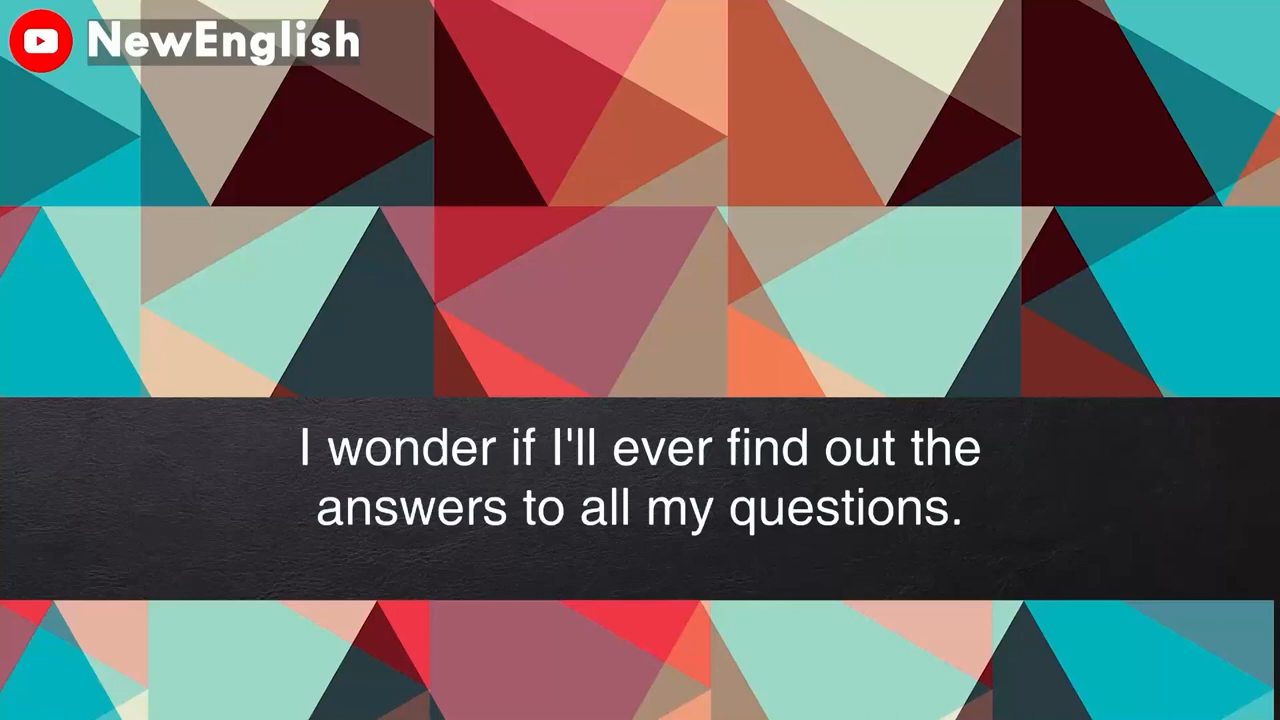 NewEnglish
I wonder if I'll ever find out the
answers to all my questions.